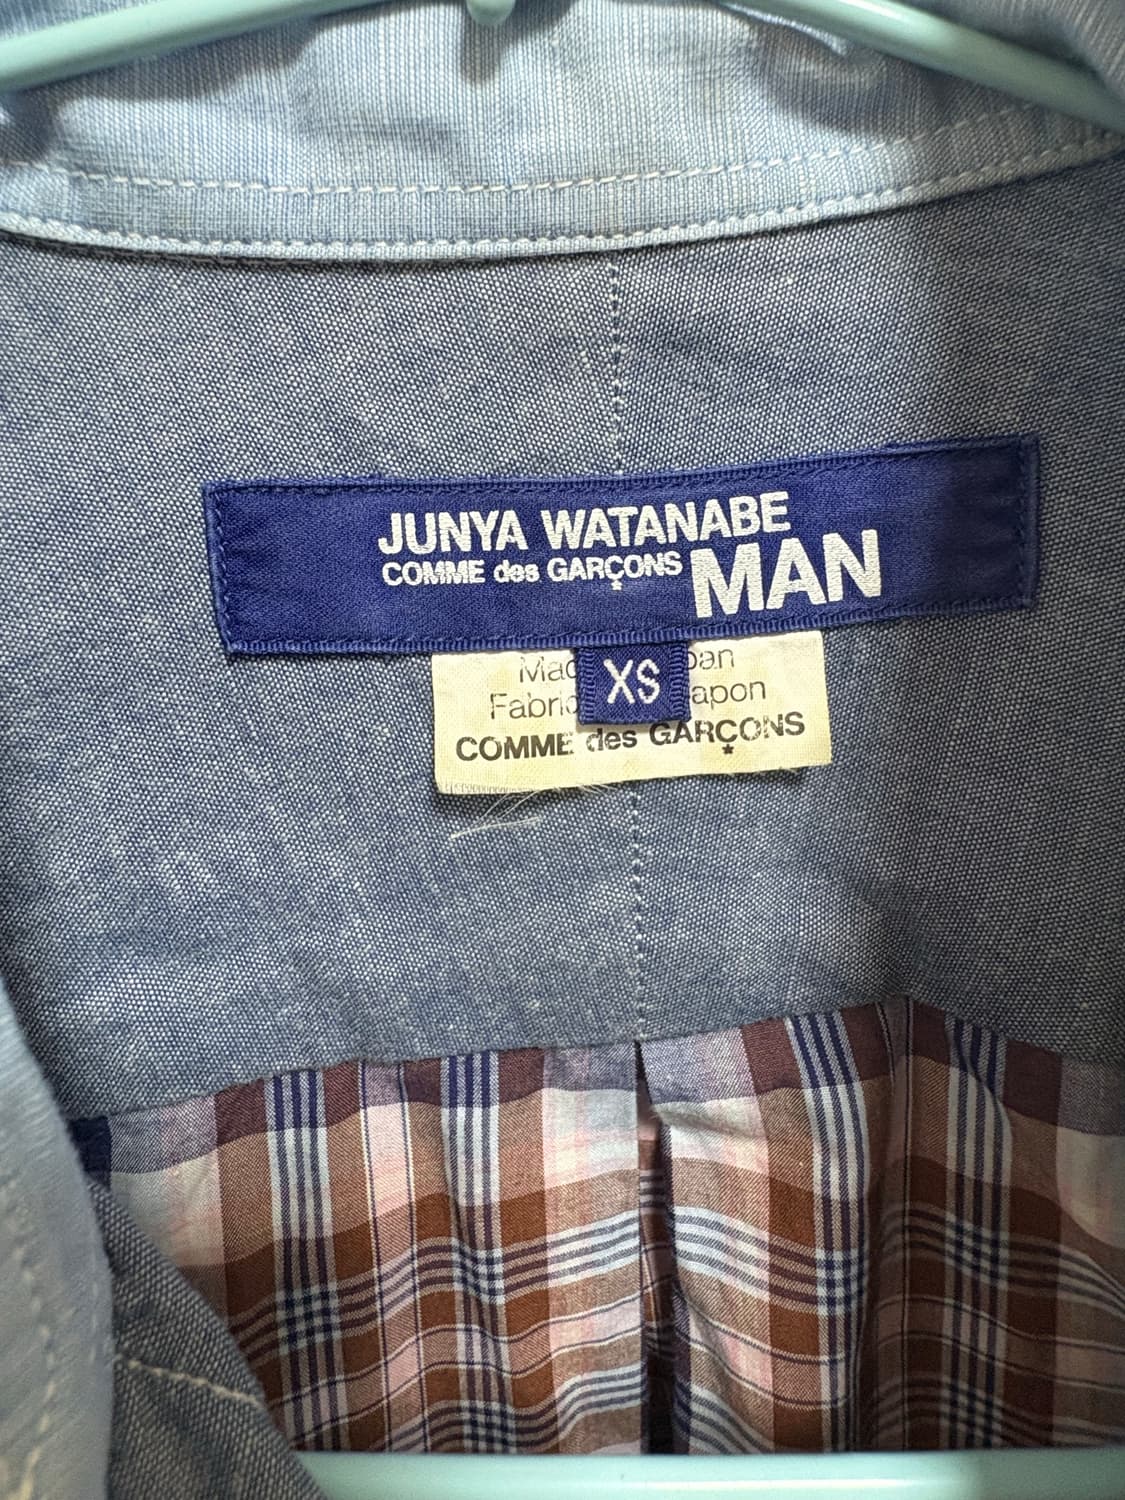 JUNYA WATANABE
COMME des GARÇONS MAN
XS
COMME des GARÇONS